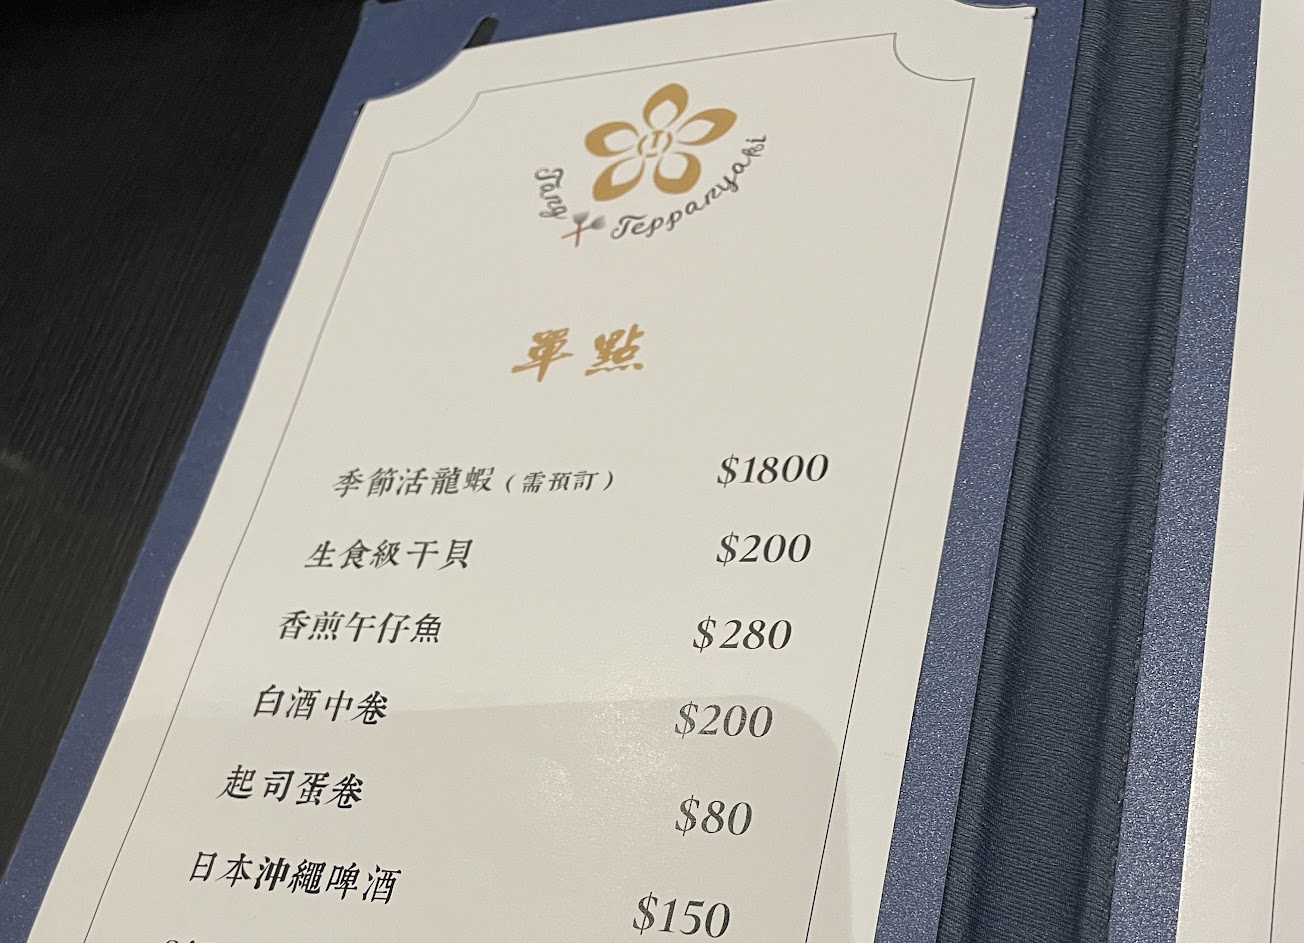 Tang Teppanyaki
單點
季節活龍蝦（需預訂） $1800
生食級干貝 $200
香煎午仔魚 $280
白酒中卷 $200
起司蛋卷 $80
日本沖繩啤酒 $150